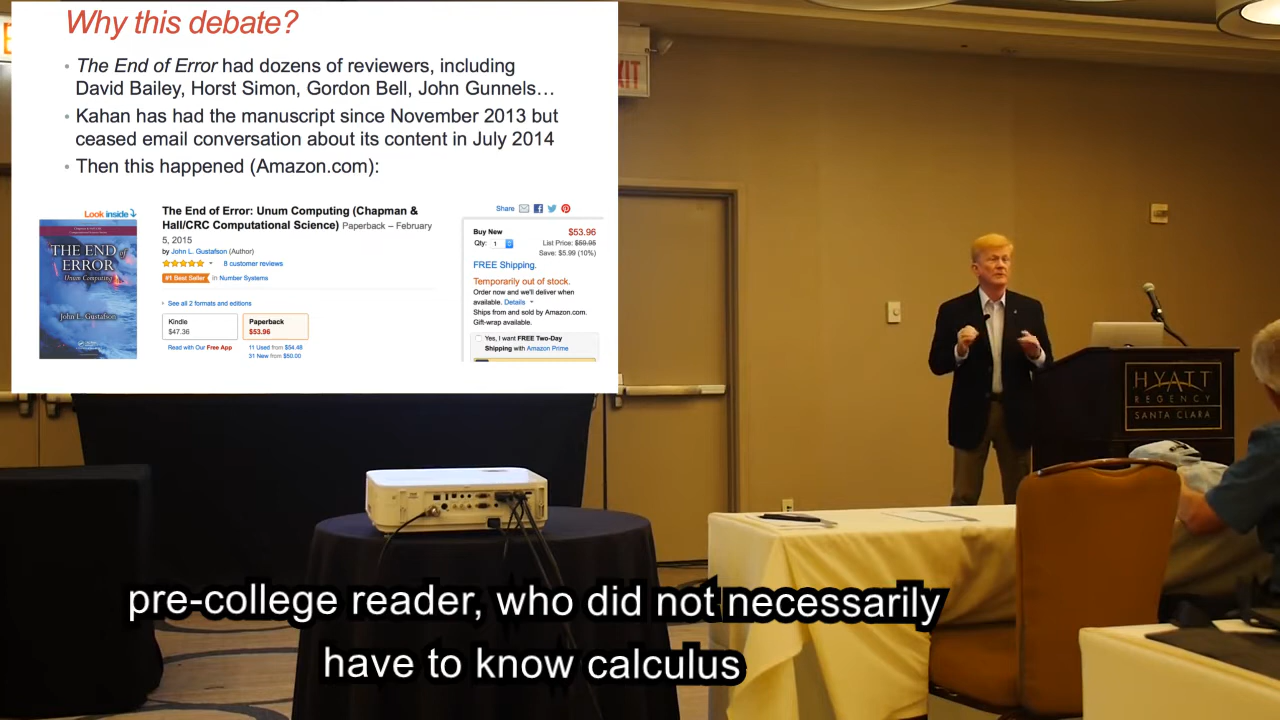 Why this debate?
• The End of Error had dozens of reviewers, including
David Bailey, Horst Simon, Gordon Bell, John Gunnels…
• Kahan has had the manuscript since November 2013 but
ceased email conversation about its content in July 2014
• Then this happened (Amazon.com):
Look inside
THE END of
ERROR
Unum Computing
John L. Gustafson
The End of Error: Unum Computing (Chapman &
Hall/CRC Computational Science) Paperback – February
5, 2015
by John L. Gustafson (Author)
8 customer reviews
#1 Best Seller in Number Systems
See all 2 formats and editions
Kindle
$47.36
Paperback
$53.96
Read with Our Free App
11 Used from $54.48
31 New from $50.00
Share
Buy New $53.96
Qty: 1 List Price: $59.95
Save: $5.99 (10%)
FREE Shipping.
Temporarily out of stock.
Order now and we'll deliver when
available. Details
Ships from and sold by Amazon.com.
Gift-wrap available.
Yes, I want FREE Two-Day
Shipping with Amazon Prime
EXIT
HYATT
REGENCY
SANTA CLARA
pre-college reader, who did not necessarily
have to know calculus